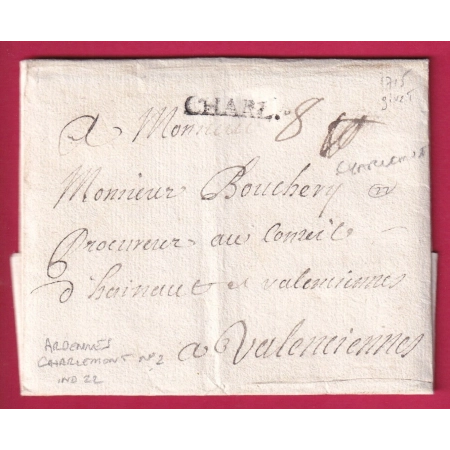 1715
givet
CHARL.
a Monsieur 8
Charlemont
Monsieur Bouchery
Procureur au Conseil
d'hainaut et valenciennes
a Valenciennes
ARDENNES
CHARLEMONT N°2
IND 22